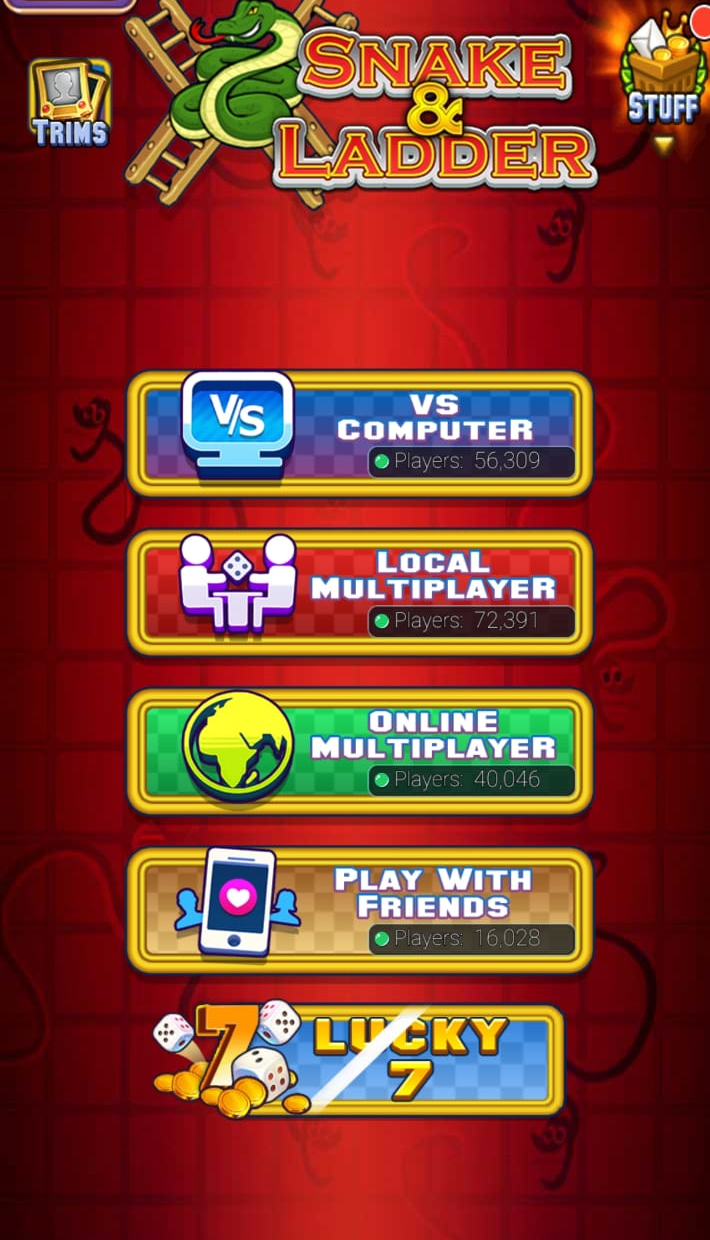 SNAKE
&
LADDER
TRIMS
STUFF
V/S
VS
COMPUTER
Players: 56,309
LOCAL
MULTIPLAYER
Players: 72,391
ONLINE
MULTIPLAYER
Players: 40,046
PLAY WITH
FRIENDS
Players: 16,028
7
LUCKY
7